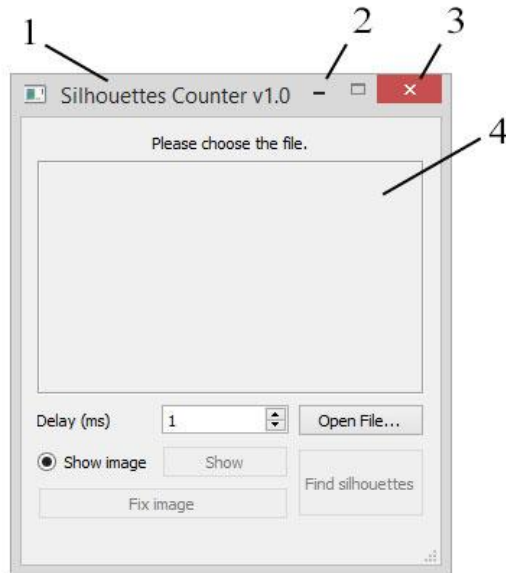 1
2
3
Silhouettes Counter v1.0
Please choose the file.
4
Delay (ms)
1
Open File...
Show image
Show
Find silhouettes
Fix image